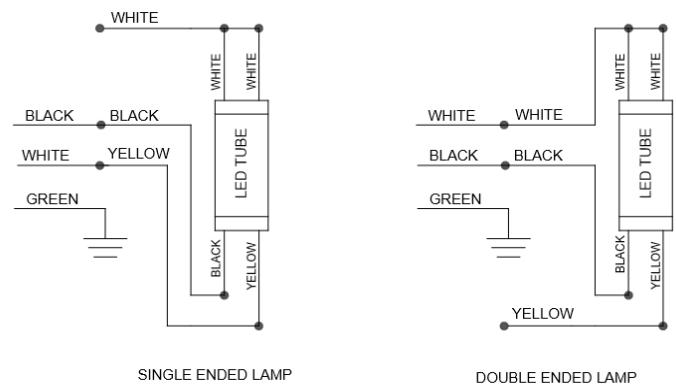 WHITE
WHITE
WHITE
BLACK
BLACK
WHITE
YELLOW
GREEN
LED TUBE
BLACK
YELLOW
SINGLE ENDED LAMP
WHITE
WHITE
WHITE
WHITE
BLACK
BLACK
GREEN
LED TUBE
BLACK
YELLOW
YELLOW
DOUBLE ENDED LAMP